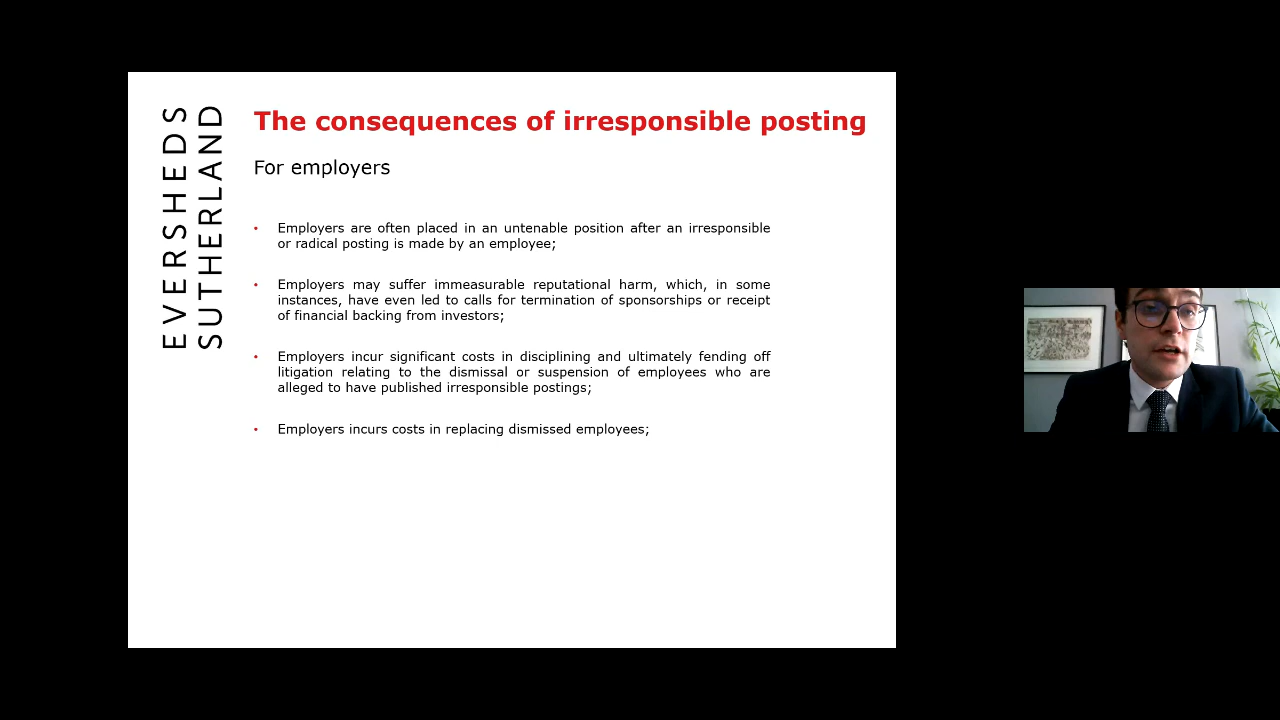 EVERSHEDS
SUTHERLAND
The consequences of irresponsible posting
For employers
• Employers are often placed in an untenable position after an irresponsible
or radical posting is made by an employee;
• Employers may suffer immeasurable reputational harm, which, in some
instances, have even led to calls for termination of sponsorships or receipt
of financial backing from investors;
• Employers incur significant costs in disciplining and ultimately fending off
litigation relating to the dismissal or suspension of employees who are
alleged to have published irresponsible postings;
• Employers incurs costs in replacing dismissed employees;